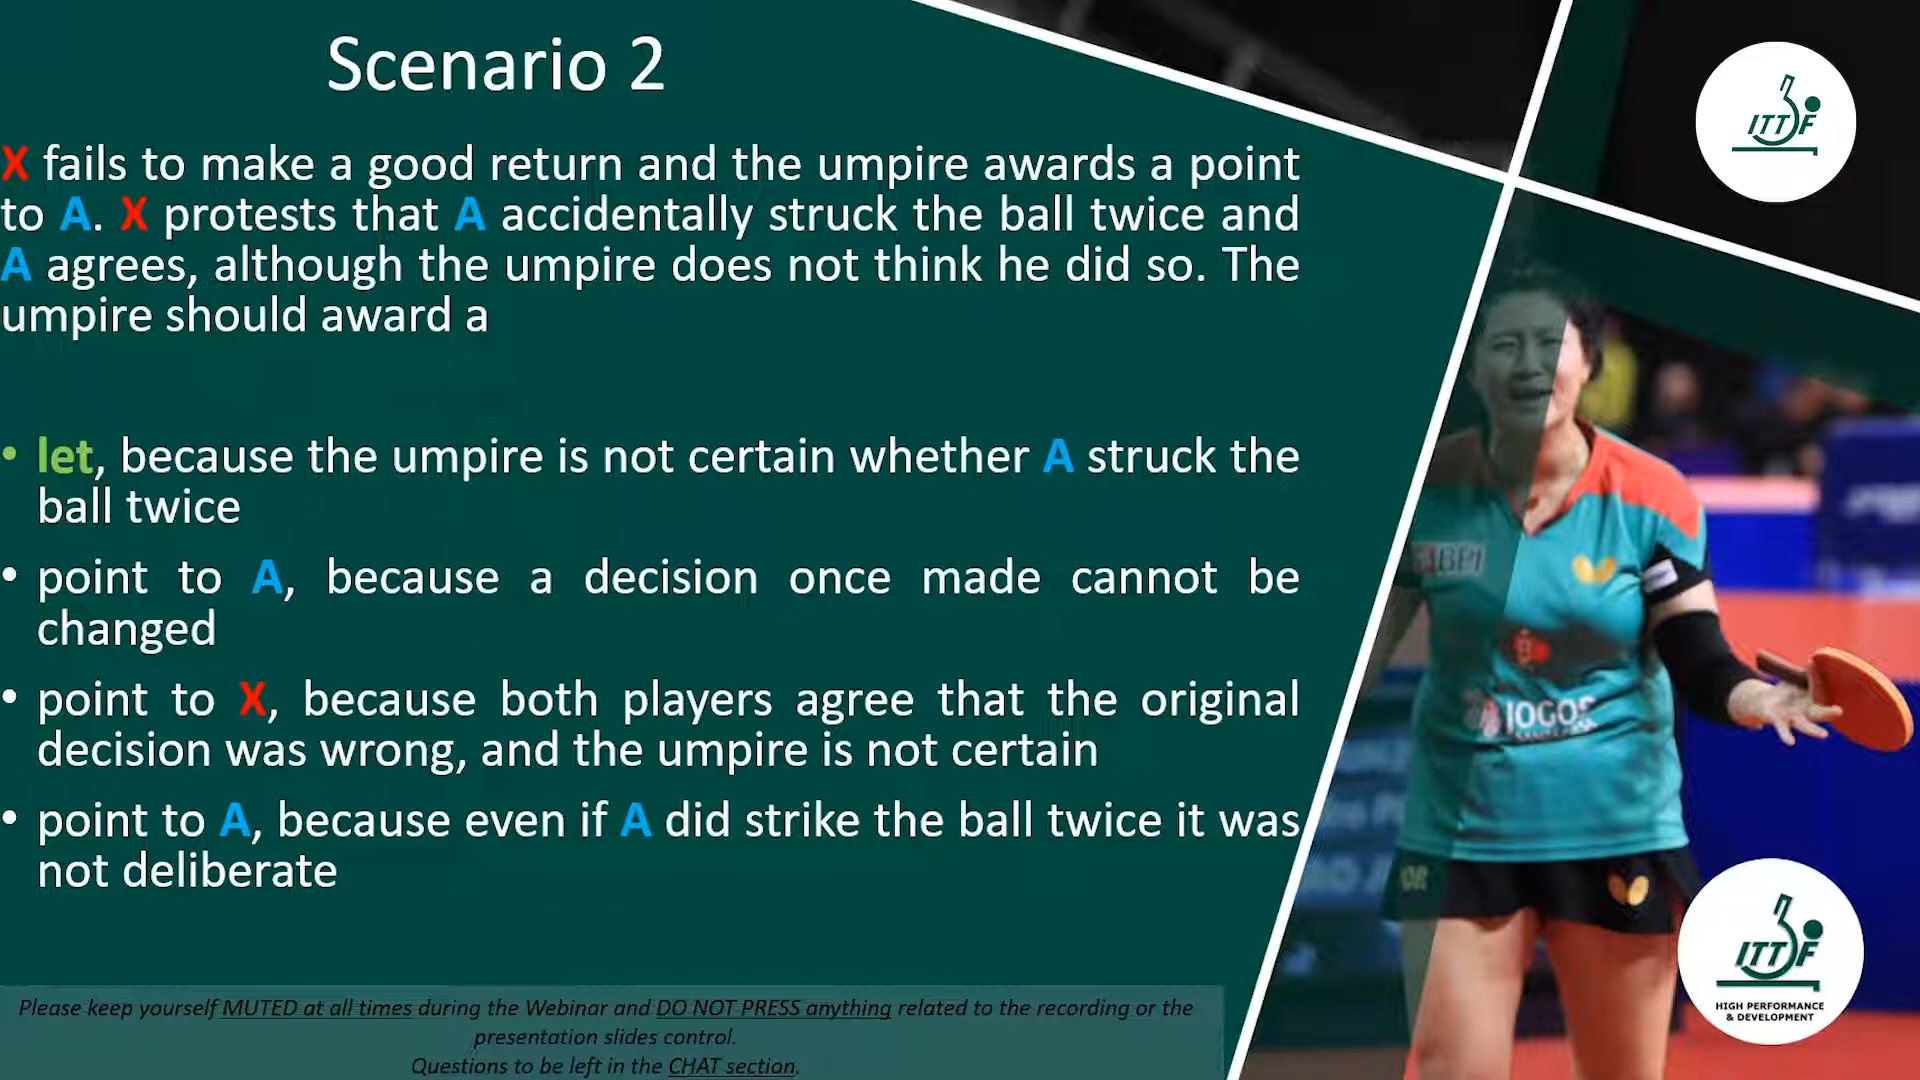 Scenario 2
X fails to make a good return and the umpire awards a point
to A. X protests that A accidentally struck the ball twice and
A agrees, although the umpire does not think he did so. The
umpire should award a
• let, because the umpire is not certain whether A struck the
ball twice
• point to A, because a decision once made cannot be
changed
• point to X, because both players agree that the original
decision was wrong, and the umpire is not certain
• point to A, because even if A did strike the ball twice it was
not deliberate
Please keep yourself MUTED at all times during the Webinar and DO NOT PRESS anything related to the recording or the
presentation slides control.
Questions to be left in the CHAT section.
ITTF
BPI
JOGOS
ITTF
HIGH PERFORMANCE
& DEVELOPMENT